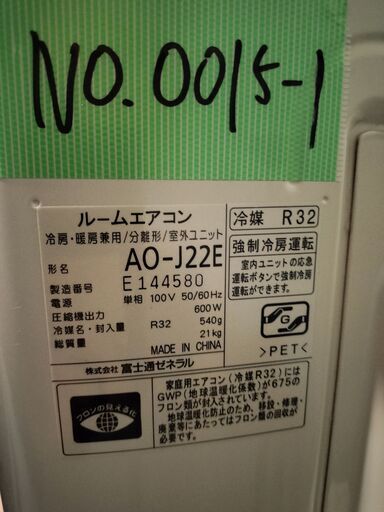 NO.0015-1
ルームエアコン
冷房・暖房兼用/分離形/室外ユニット
形名 AO-J22E
製造番号 E144580
電源 単相 100V 50/60Hz
圧縮機出力 600W
冷媒名・封入量 R32 540g
総質量 21kg
MADE IN CHINA
株式会社 富士通ゼネラル
冷媒 R32
強制冷房運転
室内ユニットの応急
運転ボタンで強制冷房
運転ができます。
G
>PET<
フロンの見える化
家庭用エアコン(冷媒R32)には
GWP(地球温暖化係数)が675の
フロン類が封入されています。
地球温暖化防止のため、移設・修理・
廃棄等にあたってはフロン類の回収が
必要です。